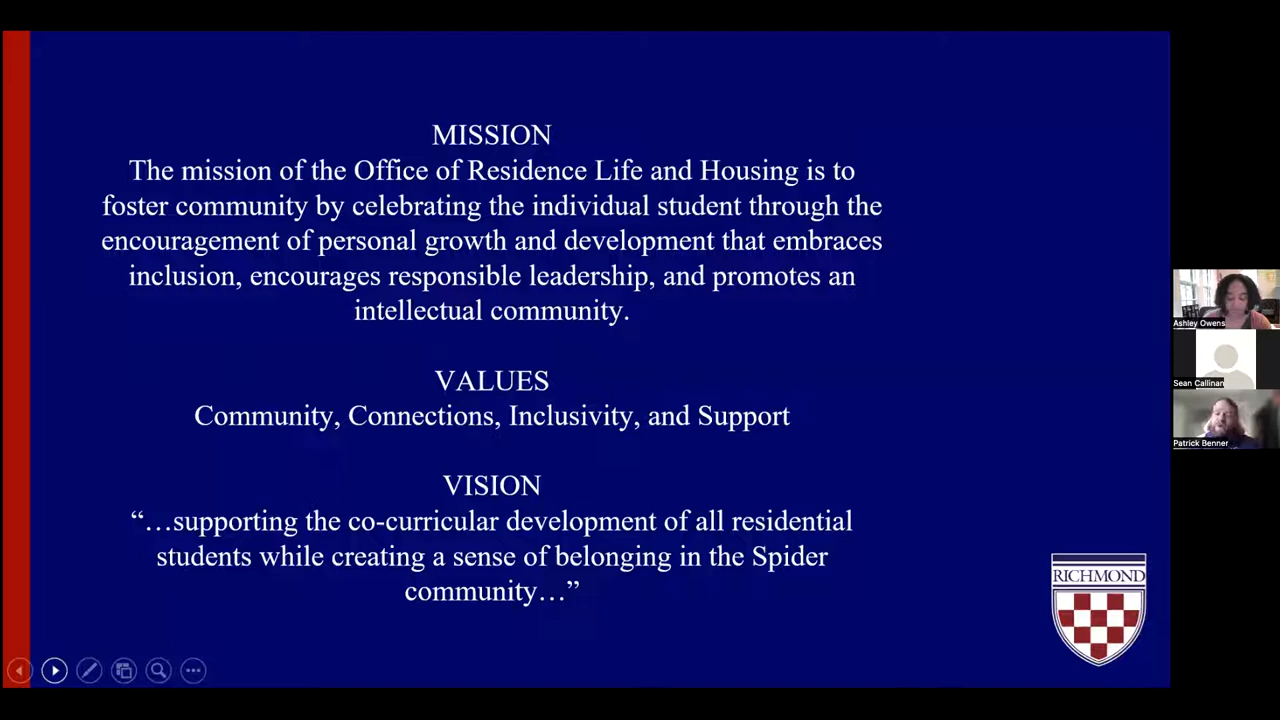 MISSION
The mission of the Office of Residence Life and Housing is to
foster community by celebrating the individual student through the
encouragement of personal growth and development that embraces
inclusion, encourages responsible leadership, and promotes an
intellectual community.
VALUES
Community, Connections, Inclusivity, and Support
VISION
“…supporting the co-curricular development of all residential
students while creating a sense of belonging in the Spider
community…”
RICHMOND
Ashley Owens
Sean Callinan
Patrick Benner